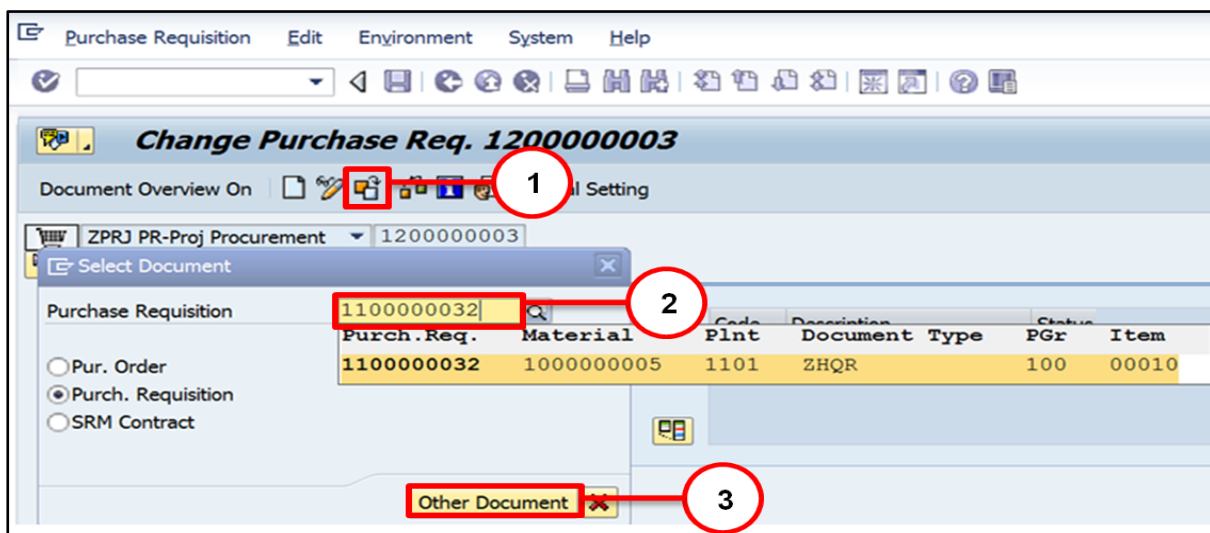 Purchase Requisition Edit Environment System Help
Change Purchase Req. 1200000003
Document Overview On 1 Setting
ZPRJ PR-Proj Procurement 1200000003
Select Document
Purchase Requisition 1100000032 2
Purch.Req. Material Plnt Document Type PGr Item
1100000032 1000000005 1101 ZHQR 100 00010
Pur. Order
Purch. Requisition
SRM Contract
Other Document 3